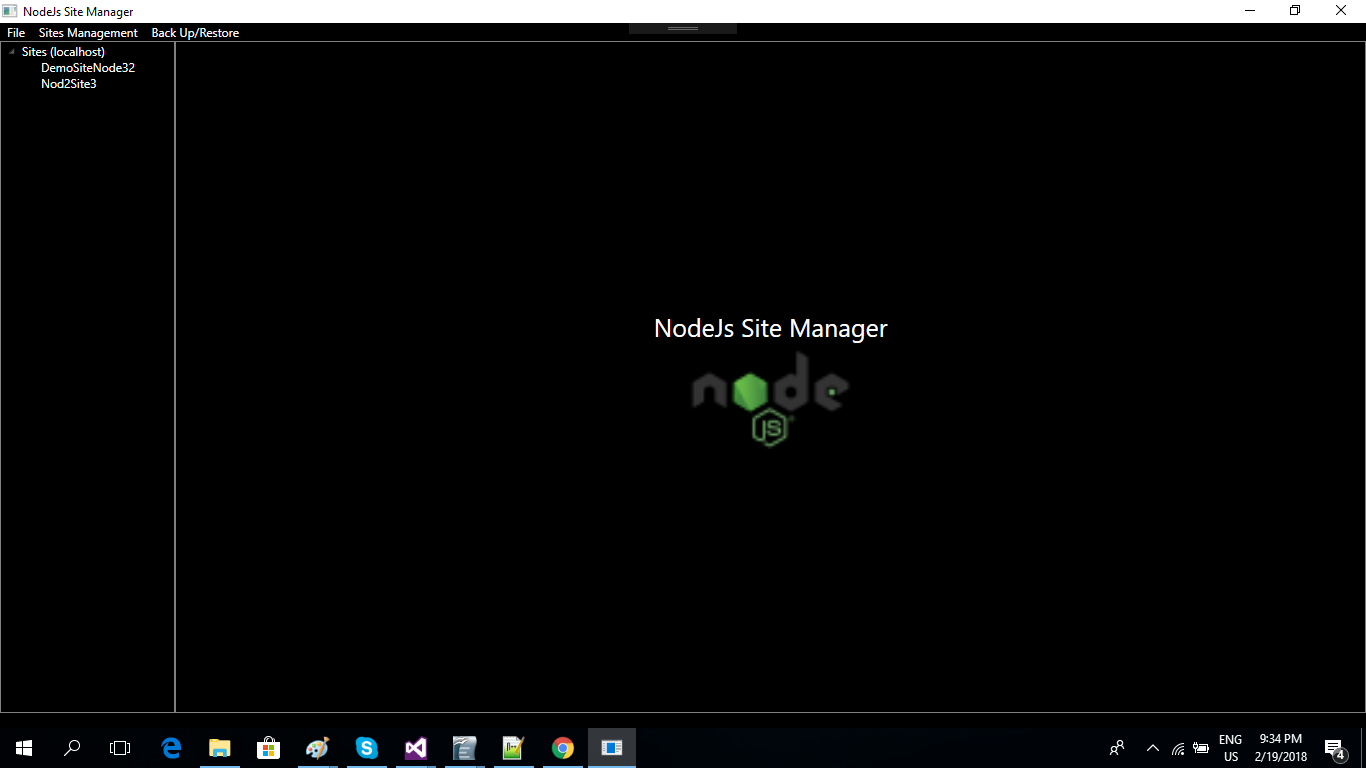 NodeJs Site Manager
File Sites Management Back Up/Restore
Sites (localhost)
DemoSiteNode32
Nod2Site3
NodeJs Site Manager
node
JS
ENG
US
9:34 PM
2/19/2018
4